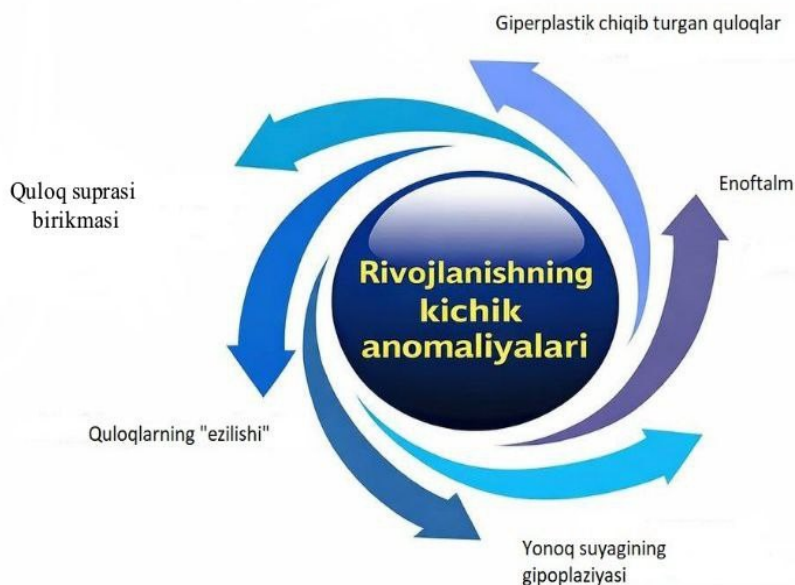 Giperplastik chiqib turgan quloqlar
Quloq suprasi
birikmasi
Enoftalm
Rivojlanishning
kichik
anomaliyalari
Quloqlarning "ezilishi"
Yonoq suyagining
gipoplaziyasi